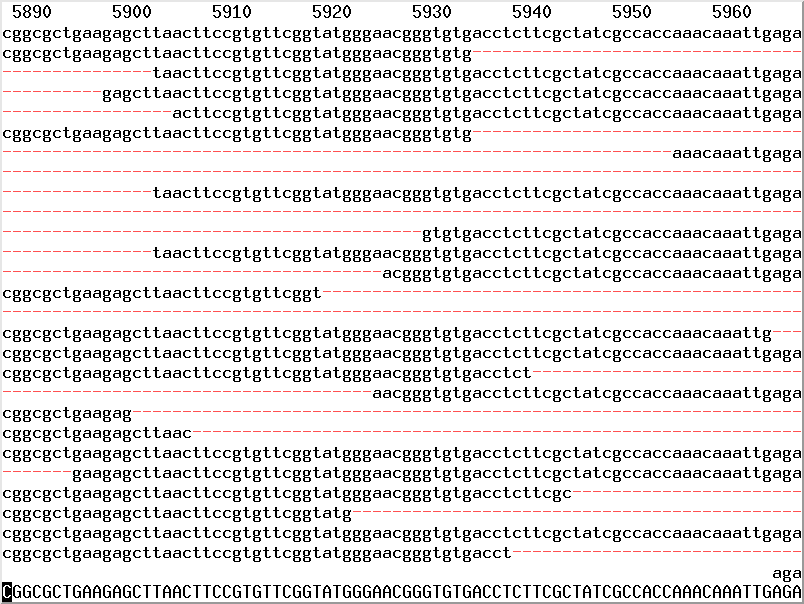 5890 5900 5910 5920 5930 5940 5950 5960
cggcgctgaagagcttaacttccgtgttcggtatgggaacgggtgtgacctcttcgctatcgccaccaaacaaattgaga
cggcgctgaagagcttaacttccgtgttcggtatgggaacgggtgtg---------------------------------
---------------taacttccgtgttcggtatgggaacgggtgtgacctcttcgctatcgccaccaaacaaattgaga
----------gagcttaacttccgtgttcggtatgggaacgggtgtgacctcttcgctatcgccaccaaacaaattgaga
-----------------acttccgtgttcggtatgggaacgggtgtgacctcttcgctatcgccaccaaacaaattgaga
cggcgctgaagagcttaacttccgtgttcggtatgggaacgggtgtg---------------------------------
-------------------------------------------------------------------aaacaaattgaga
--------------------------------------------------------------------------------
---------------taacttccgtgttcggtatgggaacgggtgtgacctcttcgctatcgccaccaaacaaattgaga
--------------------------------------------------------------------------------
------------------------------------------gtgtgacctcttcgctatcgccaccaaacaaattgaga
---------------taacttccgtgttcggtatgggaacgggtgtgacctcttcgctatcgccaccaaacaaattgaga
--------------------------------------acgggtgtgacctcttcgctatcgccaccaaacaaattgaga
cggcgctgaagagcttaacttccgtgttcggt------------------------------------------------
--------------------------------------------------------------------------------
cggcgctgaagagcttaacttccgtgttcggtatgggaacgggtgtgacctcttcgctatcgccaccaaacaaattg---
cggcgctgaagagcttaacttccgtgttcggtatgggaacgggtgtgacctcttcgctatcgccaccaaacaaattgaga
cggcgctgaagagcttaacttccgtgttcggtatgggaacgggtgtgacctct---------------------------
-------------------------------------aacgggtgtgacctcttcgctatcgccaccaaacaaattgaga
cggcgctgaagag-------------------------------------------------------------------
cggcgctgaagagcttaac-------------------------------------------------------------
cggcgctgaagagcttaacttccgtgttcggtatgggaacgggtgtgacctcttcgctatcgccaccaaacaaattgaga
-------gaagagcttaacttccgtgttcggtatgggaacgggtgtgacctcttcgctatcgccaccaaacaaattgaga
cggcgctgaagagcttaacttccgtgttcggtatgggaacgggtgtgacctcttcgc-----------------------
cggcgctgaagagcttaacttccgtgttcggtatg---------------------------------------------
cggcgctgaagagcttaacttccgtgttcggtatgggaacgggtgtgacctcttcgctatcgccaccaaacaaattgaga
cggcgctgaagagcttaacttccgtgttcggtatgggaacgggtgtgacct-----------------------------
aga
CGGCGCTGAAGAGCTTAACTTCCGTGTTCGGTATGGGAACGGGTGTGACCTCTTCGCTATCGCCACCAAACAAATTGAGA